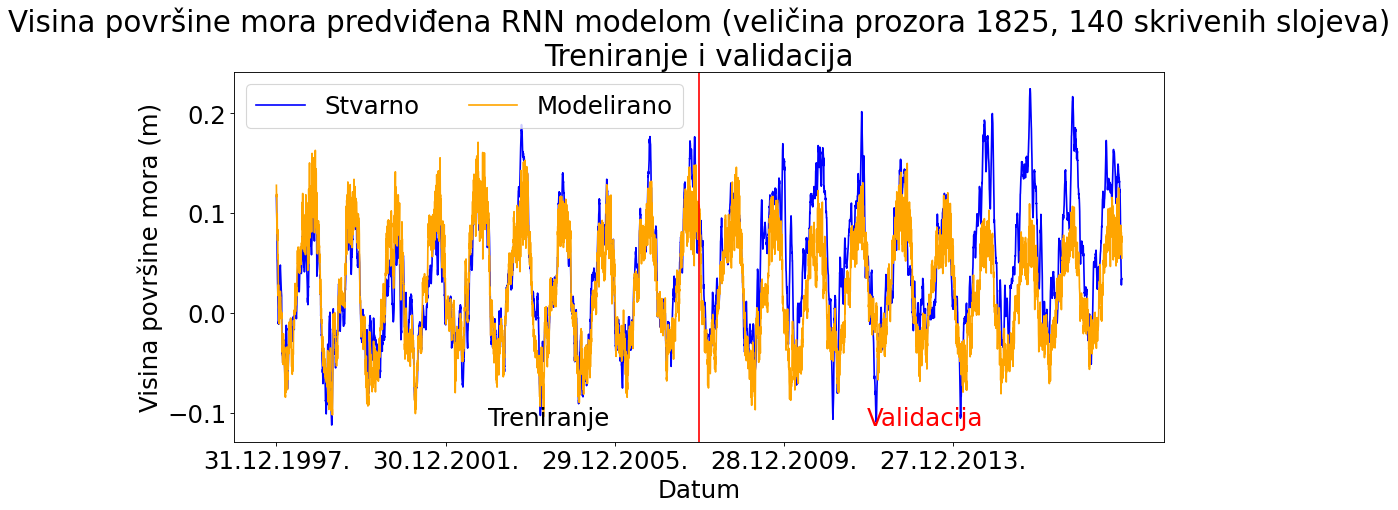 Visina površine mora predviđena RNN modelom (veličina prozora 1825, 140 skrivenih slojeva)
Treniranje i validacija
Stvarno Modelirano
Visina površine mora (m)
0.2
0.1
0.0
−0.1
Treniranje Validacija
31.12.1997. 30.12.2001. 29.12.2005. 28.12.2009. 27.12.2013.
Datum